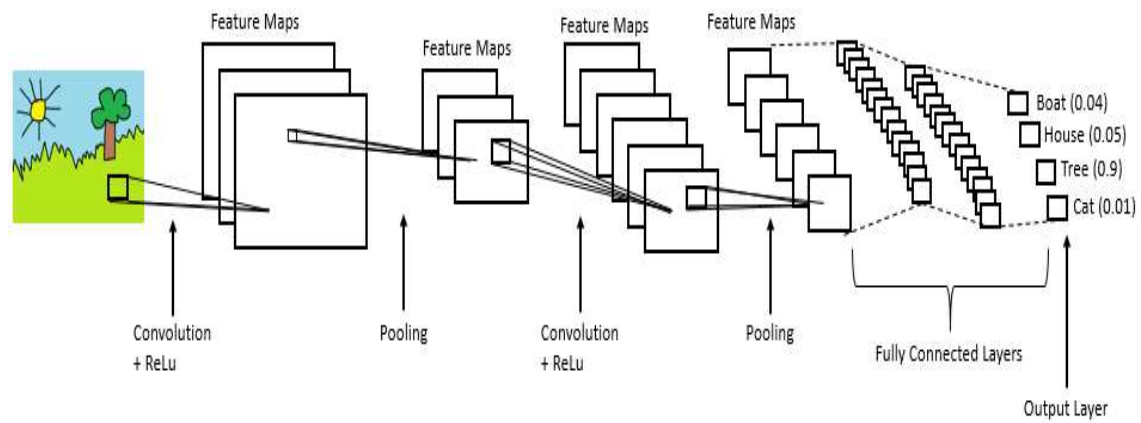 Feature Maps
Feature Maps
Feature Maps
Feature Maps
Boat (0.04)
House (0.05)
Tree (0.9)
Cat (0.01)
Convolution
+ ReLu
Pooling
Convolution
+ ReLu
Pooling
Fully Connected Layers
Output Layer